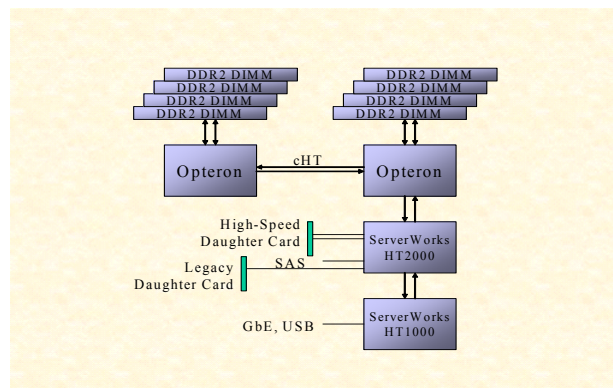 DDR2 DIMM
DDR2 DIMM
DDR2 DIMM
DDR2 DIMM
DDR2 DIMM
DDR2 DIMM
DDR2 DIMM
DDR2 DIMM
Opteron
cHT
Opteron
High-Speed
Daughter Card
ServerWorks
HT2000
SAS
Legacy
Daughter Card
GbE, USB
ServerWorks
HT1000